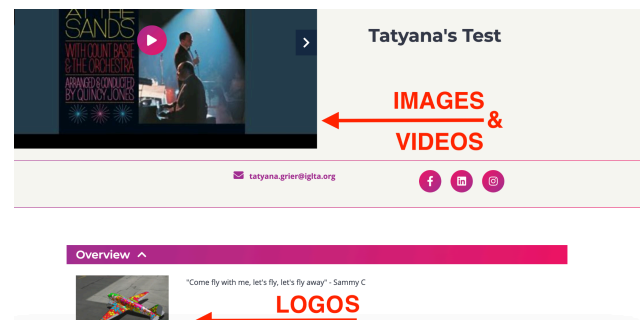 AT THE
SANDS
WITH COUNT BASIE
& THE ORCHESTRA
ARRANGED & CONDUCTED
BY QUINCY JONES
Tatyana's Test
IMAGES
&
VIDEOS
tatyana.grier@iglta.org
f
in
Overview
"Come fly with me, let's fly, let's fly away" - Sammy C
LOGOS